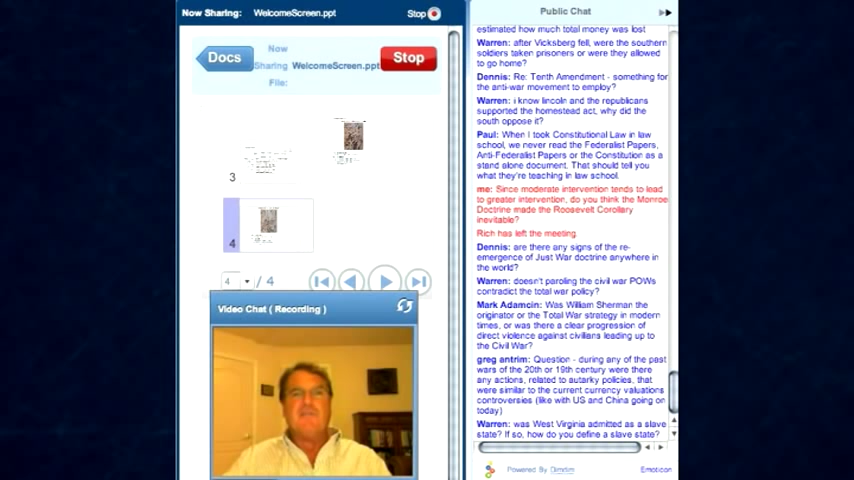 Now Sharing: WelcomeScreen.ppt Stop
Docs
Now
Sharing WelcomeScreen.ppt
File:
Stop
3
4
4 / 4
Video Chat ( Recording )
Public Chat
estimated how much total money was lost
Warren: after Vicksberg fell, were the southern
soldiers taken prisoners or were they allowed
to go home?
Dennis: Re: Tenth Amendment - something for
the anti-war movement to employ?
Warren: i know lincoln and the republicans
supported the homestead act, why did the
south oppose it?
Paul: When I took Constitutional Law in law
school, we never read the Federalist Papers,
Anti-Federalist Papers or the Constitution as a
stand alone document. That should tell you
what they're teaching in law school.
me: Since moderate intervention tends to lead
to greater intervention, do you think the Monroe
Doctrine made the Roosevelt Corollary
inevitable?
Rich has left the meeting.
Dennis: are there any signs of the re-
emergence of Just War doctrine anywhere in
the world?
Warren: doesn't paroling the civil war POWs
contradict the total war policy?
Mark Adamcin: Was William Sherman the
originator or the Total War strategy in modern
times, or was there a clear progression of
direct violence against civilians leading up to
the Civil War?
greg antrim: Question - during any of the past
wars of the 20th or 19th century were there
any actions, related to autarky policies, that
were similar to the current currency valuations
controversies (like with US and China going on
today)
Warren: was West Virginia admitted as a slave
state? If so, how do you define a slave state?
Powered By Dimdim
Emoticon